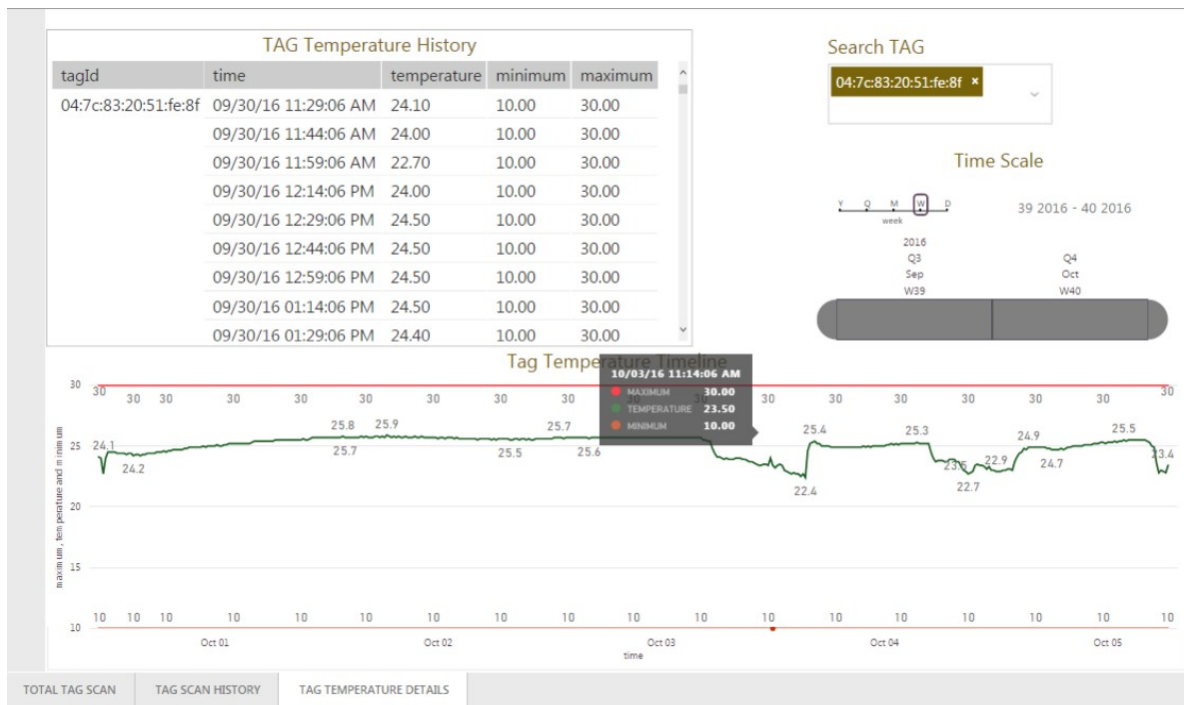 TAG Temperature History
tagId time temperature minimum maximum
04:7c:83:20:51:fe:8f 09/30/16 11:29:06 AM 24.10 10.00 30.00
09/30/16 11:44:06 AM 24.00 10.00 30.00
09/30/16 11:59:06 AM 22.70 10.00 30.00
09/30/16 12:14:06 PM 24.00 10.00 30.00
09/30/16 12:29:06 PM 24.50 10.00 30.00
09/30/16 12:44:06 PM 24.50 10.00 30.00
09/30/16 12:59:06 PM 24.50 10.00 30.00
09/30/16 01:14:06 PM 24.50 10.00 30.00
09/30/16 01:29:06 PM 24.40 10.00 30.00
Search TAG
04:7c:83:20:51:fe:8f ×
Time Scale
Y Q M W D
week
39 2016 - 40 2016
2016
Q3 Q4
Sep Oct
W39 W40
Tag Temperature Timeline
10/03/16 11:14:06 AM
MAXIMUM 30.00
TEMPERATURE 23.50
MINIMUM 10.00
maximum, temperature and minimum
30
25
20
15
10
30 30 30 30 30 30 30 30 30 30 30 30 30 30 30 30 30 30
24.1 24.2 25.8 25.7 25.9 25.5 25.7 25.6 22.4 25.4 25.3 23.5 22.7 22.9 24.9 24.7 25.5 23.4
10 10 10 10 10 10 10 10 10 10 10 10 10 10 10 10 10 10
Oct 01 Oct 02 Oct 03 Oct 04 Oct 05
time
TOTAL TAG SCAN TAG SCAN HISTORY TAG TEMPERATURE DETAILS